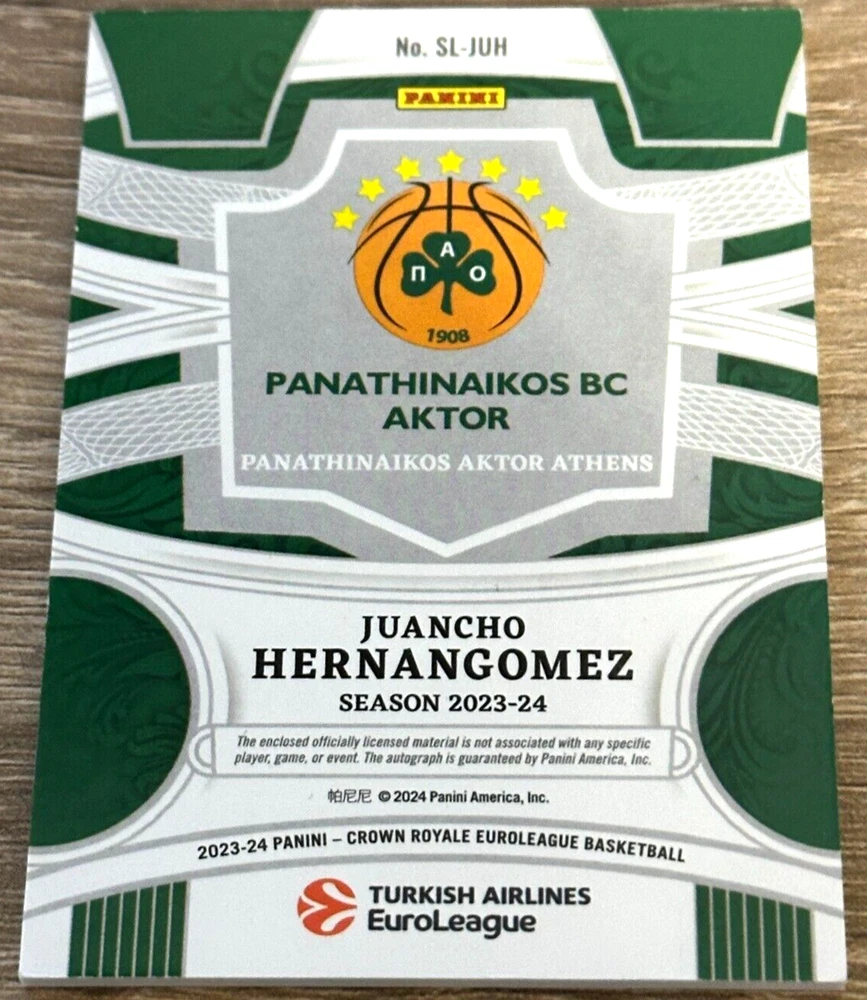 No. SL-JUH
PANINI
Α
Π Ο
1908
PANATHINAIKOS BC
AKTOR
PANATHINAIKOS AKTOR ATHENS
JUANCHO
HERNANGOMEZ
SEASON 2023-24
The enclosed officially licensed material is not associated with any specific
player, game, or event. The autograph is guaranteed by Panini America, Inc.
帕尼尼 © 2024 Panini America, Inc.
2023-24 PANINI – CROWN ROYALE EUROLEAGUE BASKETBALL
TURKISH AIRLINES
EuroLeague